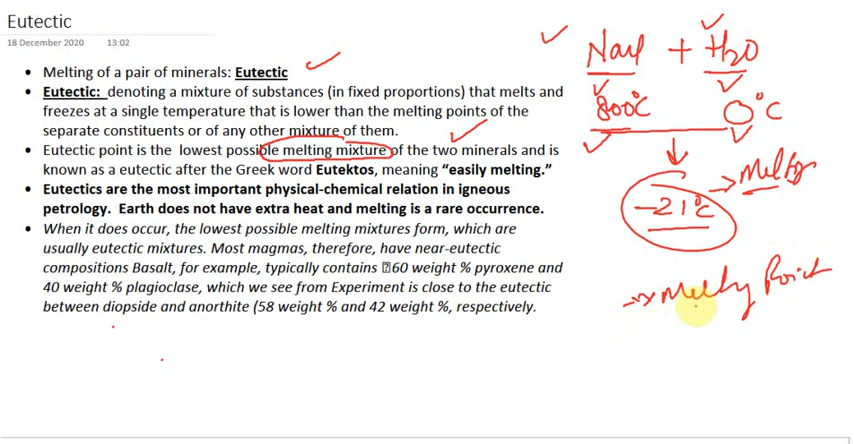 Eutectic
18 December 2020 13:02
• Melting of a pair of minerals: Eutectic
• Eutectic: denoting a mixture of substances (in fixed proportions) that melts and
freezes at a single temperature that is lower than the melting points of the
separate constituents or of any other mixture of them.
• Eutectic point is the lowest possible melting mixture of the two minerals and is
known as a eutectic after the Greek word Eutektos, meaning “easily melting.”
• Eutectics are the most important physical-chemical relation in igneous
petrology. Earth does not have extra heat and melting is a rare occurrence.
• When it does occur, the lowest possible melting mixtures form, which are
usually eutectic mixtures. Most magmas, therefore, have near-eutectic
compositions Basalt, for example, typically contains 60 weight % pyroxene and
40 weight % plagioclase, which we see from Experiment is close to the eutectic
between diopside and anorthite (58 weight % and 42 weight %, respectively.
NaCl + H2O
800°C 0°C
-21°C
Melting Point